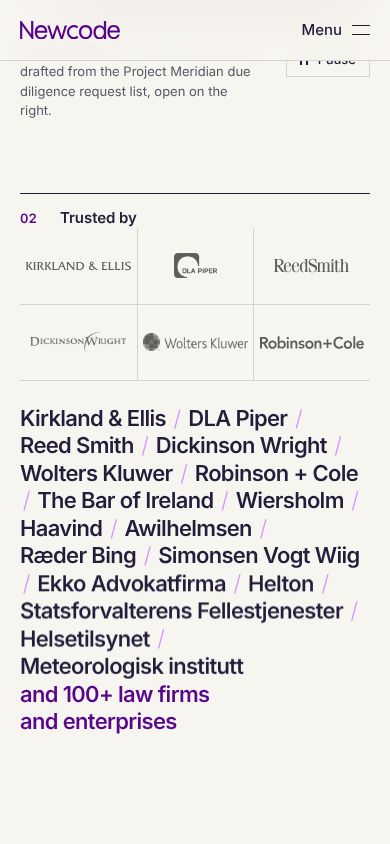 Newcode
Menu
Pause
drafted from the Project Meridian due
diligence request list, open on the
right.
02 Trusted by
KIRKLAND & ELLIS
DLA PIPER
ReedSmith
DICKINSON WRIGHT
Wolters Kluwer
Robinson+Cole
Kirkland & Ellis / DLA Piper /
Reed Smith / Dickinson Wright /
Wolters Kluwer / Robinson + Cole
/ The Bar of Ireland / Wiersholm /
Haavind / Awilhelmsen /
Ræder Bing / Simonsen Vogt Wiig
/ Ekko Advokatfirma / Helton /
Statsforvalterens Fellestjenester /
Helsetilsynet /
Meteorologisk institutt
and 100+ law firms
and enterprises